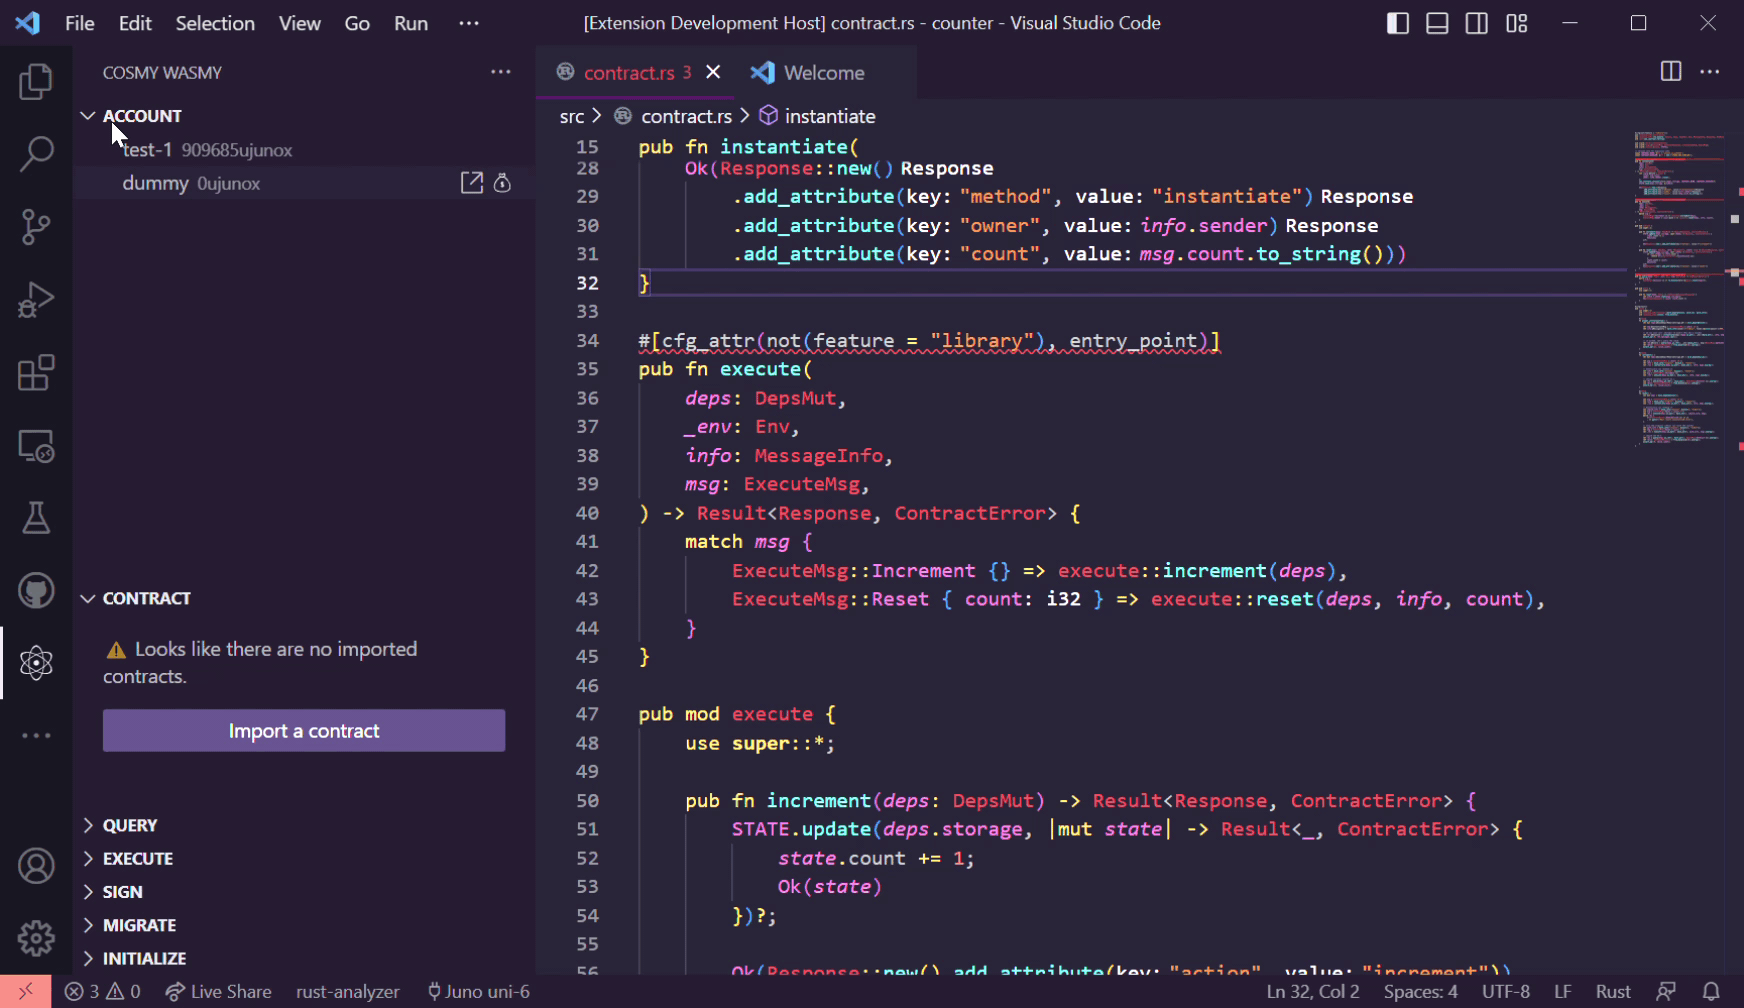 File Edit Selection View Go Run ···
[Extension Development Host] contract.rs - counter - Visual Studio Code
COSMY WASMY
ACCOUNT
test-1 909685ujunox
dummy 0ujunox
CONTRACT
Looks like there are no imported
contracts.
Import a contract
QUERY
EXECUTE
SIGN
MIGRATE
INITIALIZE
contract.rs 3
Welcome
src > contract.rs > instantiate
15 pub fn instantiate(
28 Ok(Response::new() Response
29 .add_attribute(key: "method", value: "instantiate") Response
30 .add_attribute(key: "owner", value: info.sender) Response
31 .add_attribute(key: "count", value: msg.count.to_string()))
32 }
33
34 #[cfg_attr(not(feature = "library"), entry_point)]
35 pub fn execute(
36 deps: DepsMut,
37 _env: Env,
38 info: MessageInfo,
39 msg: ExecuteMsg,
40 ) -> Result<Response, ContractError> {
41 match msg {
42 ExecuteMsg::Increment {} => execute::increment(deps),
43 ExecuteMsg::Reset { count: i32 } => execute::reset(deps, info, count),
44 }
45 }
46
47 pub mod execute {
48 use super::*;
49
50 pub fn increment(deps: DepsMut) -> Result<Response, ContractError> {
51 STATE.update(deps.storage, |mut state| -> Result<_, ContractError> {
52 state.count += 1;
53 Ok(state)
54 })?;
55
56 Ok(Response::new().add_attribute(key: "action", value: "increment"))
3 0 Live Share rust-analyzer Juno uni-6
Ln 32, Col 2 Spaces: 4 UTF-8 LF Rust